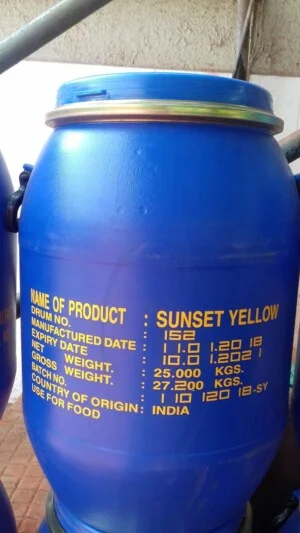 NAME OF PRODUCT : SUNSET YELLOW
DRUM NO. : 152
MANUFACTURED DATE : 11.01.2018
EXPIRY DATE : 10.01.2021
NET WEIGHT. : 25.000 KGS.
GROSS WEIGHT. : 27.200 KGS.
BATCH NO. : 11012018-SY
COUNTRY OF ORIGIN : INDIA
USE FOR FOOD